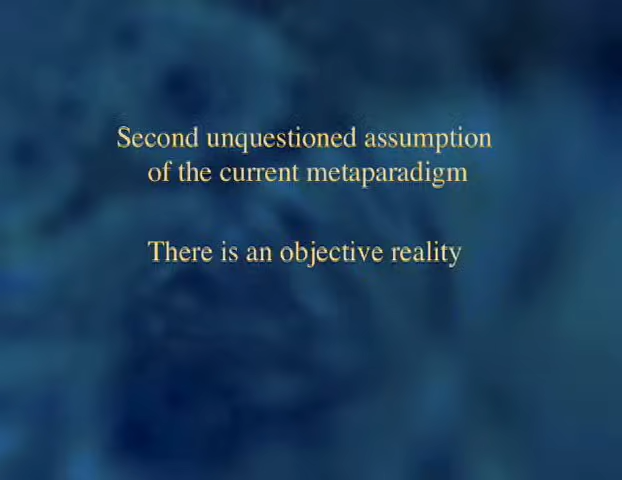 Second unquestioned assumption
of the current metaparadigm
There is an objective reality